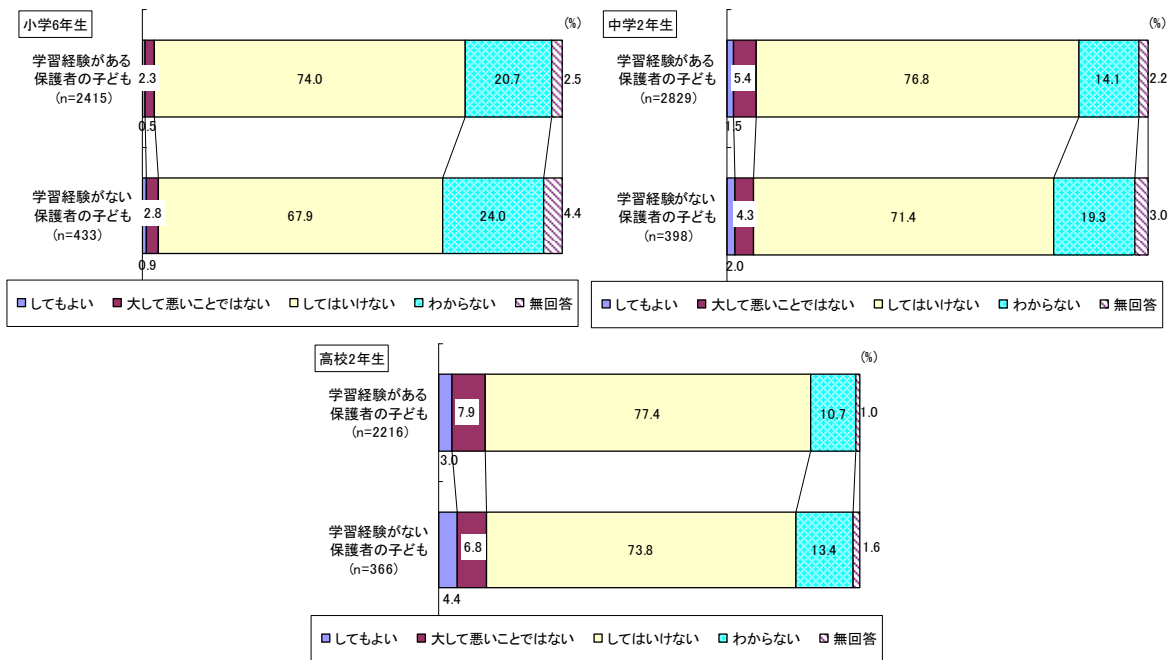 小学6年生
(%)
学習経験がある
保護者の子ども
(n=2415)
2.3
74.0
20.7
2.5
0.5
学習経験がない
保護者の子ども
(n=433)
2.8
67.9
24.0
4.4
0.9
してもよい 大して悪いことではない してはいけない わからない 無回答
中学2年生
(%)
学習経験がある
保護者の子ども
(n=2829)
5.4
76.8
14.1
2.2
1.5
学習経験がない
保護者の子ども
(n=398)
4.3
71.4
19.3
3.0
2.0
してもよい 大して悪いことではない してはいけない わからない 無回答
高校2年生
(%)
学習経験がある
保護者の子ども
(n=2216)
7.9
77.4
10.7
1.0
3.0
学習経験がない
保護者の子ども
(n=366)
6.8
73.8
13.4
1.6
4.4
してもよい 大して悪いことではない してはいけない わからない 無回答